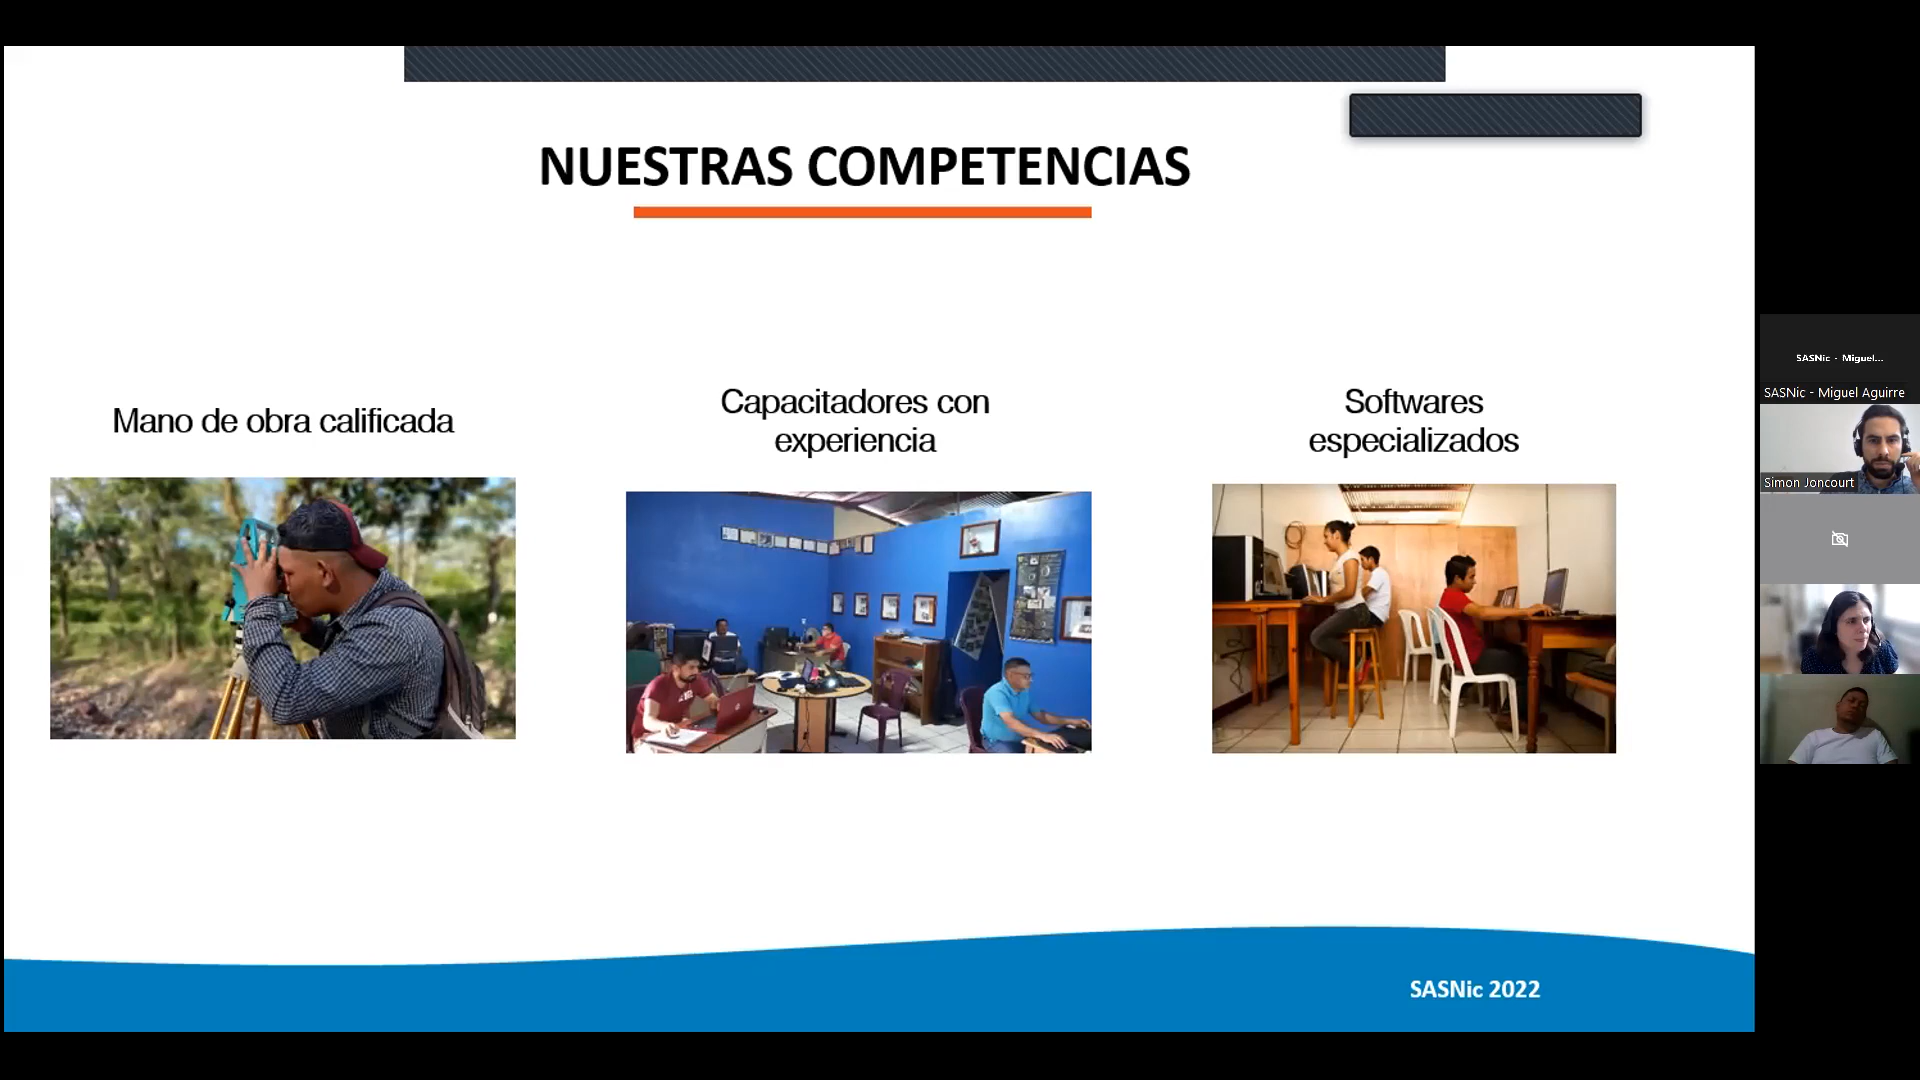 NUESTRAS COMPETENCIAS
Mano de obra calificada
Capacitadores con
experiencia
Softwares
especializados
SASNic 2022
SASNic - Miguel...
SASNic - Miguel Aguirre
Simon Joncourt